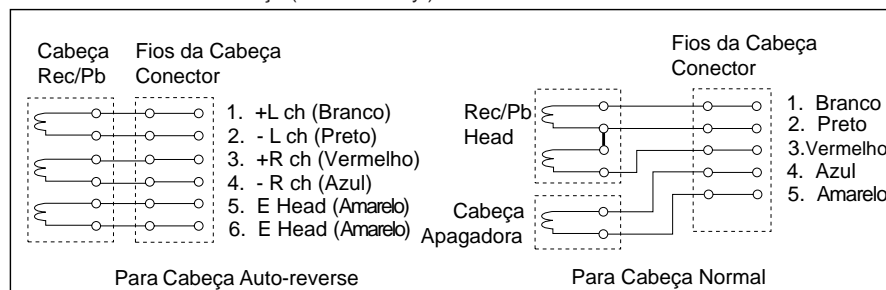 Cabeça Rec/Pb
Fios da Cabeça Conector
1. +L ch (Branco)
2. - L ch (Preto)
3. +R ch (Vermelho)
4. - R ch (Azul)
5. E Head (Amarelo)
6. E Head (Amarelo)
Para Cabeça Auto-reverse
Fios da Cabeça
Conector
Rec/Pb
Head
1. Branco
2. Preto
3.Vermelho
4. Azul
5. Amarelo
Cabeça
Apagadora
Para Cabeça Normal